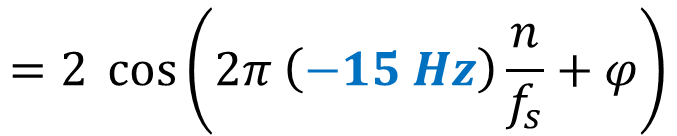 = 2 cos(2π (−15 Hz) n/fₛ + φ)